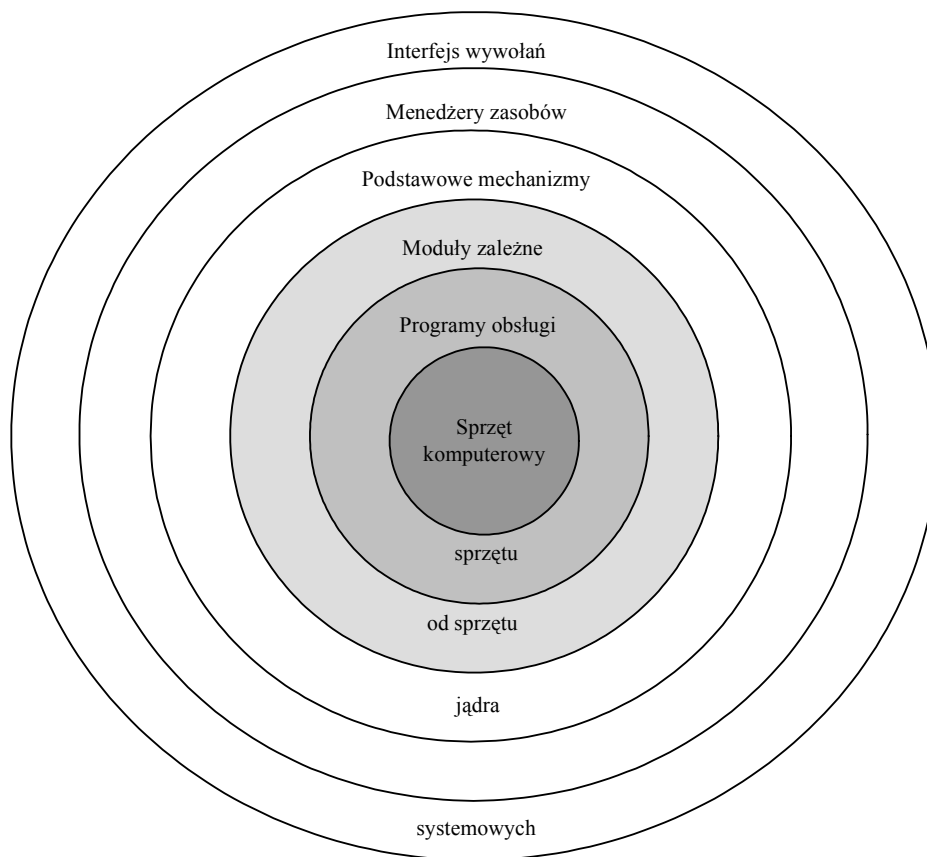 Interfejs wywołań
Menedżery zasobów
Podstawowe mechanizmy
Moduły zależne
Programy obsługi
Sprzęt
komputerowy
sprzętu
od sprzętu
jądra
systemowych